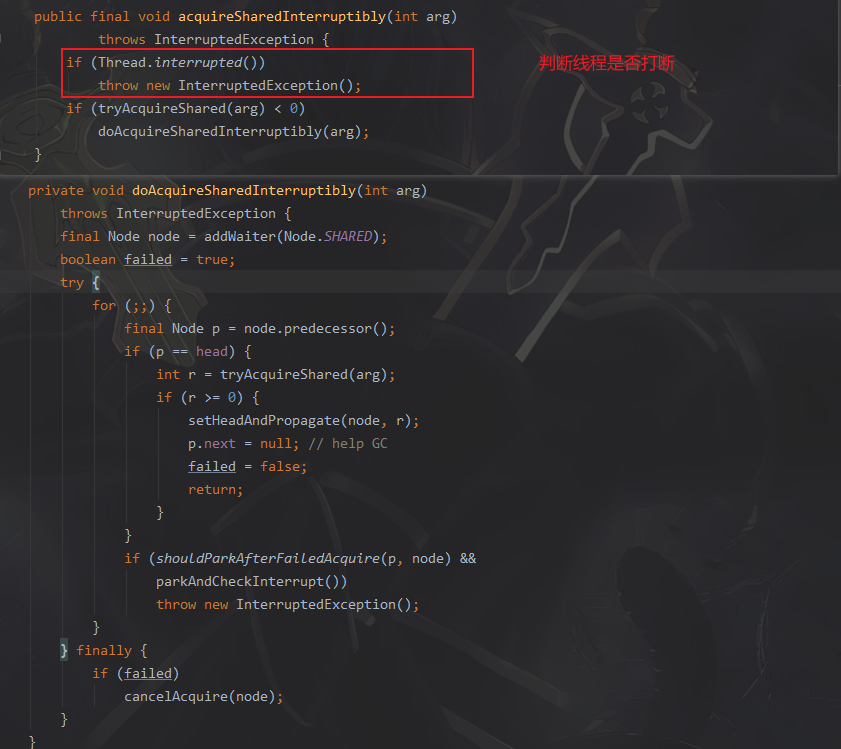 public final void acquireSharedInterruptibly(int arg)
throws InterruptedException {
if (Thread.interrupted()) 判断线程是否打断
throw new InterruptedException();
if (tryAcquireShared(arg) < 0)
doAcquireSharedInterruptibly(arg);
}
private void doAcquireSharedInterruptibly(int arg)
throws InterruptedException {
final Node node = addWaiter(Node.SHARED);
boolean failed = true;
try {
for (;;) {
final Node p = node.predecessor();
if (p == head) {
int r = tryAcquireShared(arg);
if (r >= 0) {
setHeadAndPropagate(node, r);
p.next = null; // help GC
failed = false;
return;
}
}
if (shouldParkAfterFailedAcquire(p, node) &&
parkAndCheckInterrupt())
throw new InterruptedException();
}
} finally {
if (failed)
cancelAcquire(node);
}
}